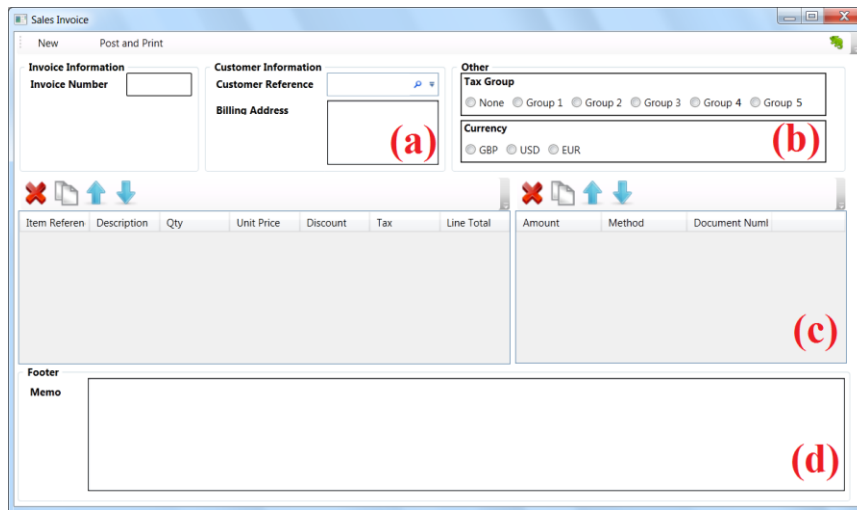 Sales Invoice
New Post and Print
Invoice Information Customer Information Other
Invoice Number Customer Reference Tax Group
None Group 1 Group 2 Group 3 Group 4 Group 5
Billing Address
(a)
Currency
(b)
GBP USD EUR
Item Referen Description Qty Unit Price Discount Tax Line Total Amount Method Document Numl
(c)
Footer
Memo
(d)